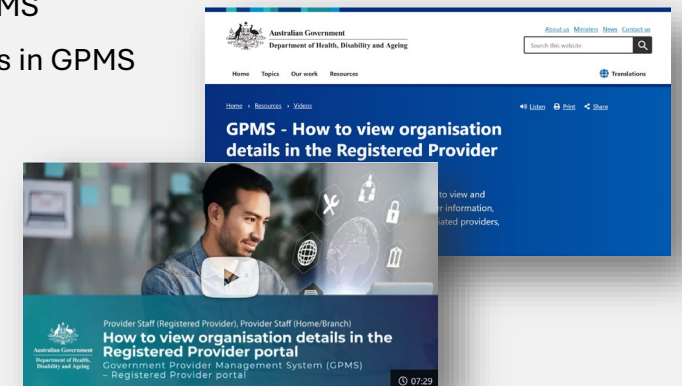 MS
s in GPMS
Australian Government
Department of Health, Disability and Ageing
About us Ministers News Contact us
Search this website
Home Topics Our work Resources
Translations
Home › Resources › Videos
Listen Print Share
GPMS - How to view organisation
details in the Registered Provider
to view and
r information,
iated providers,
Provider Staff (Registered Provider), Provider Staff (Home/Branch)
How to view organisation details in the
Registered Provider portal
Government Provider Management System (GPMS)
– Registered Provider portal
Australian Government
Department of Health,
Disability and Ageing
07:29